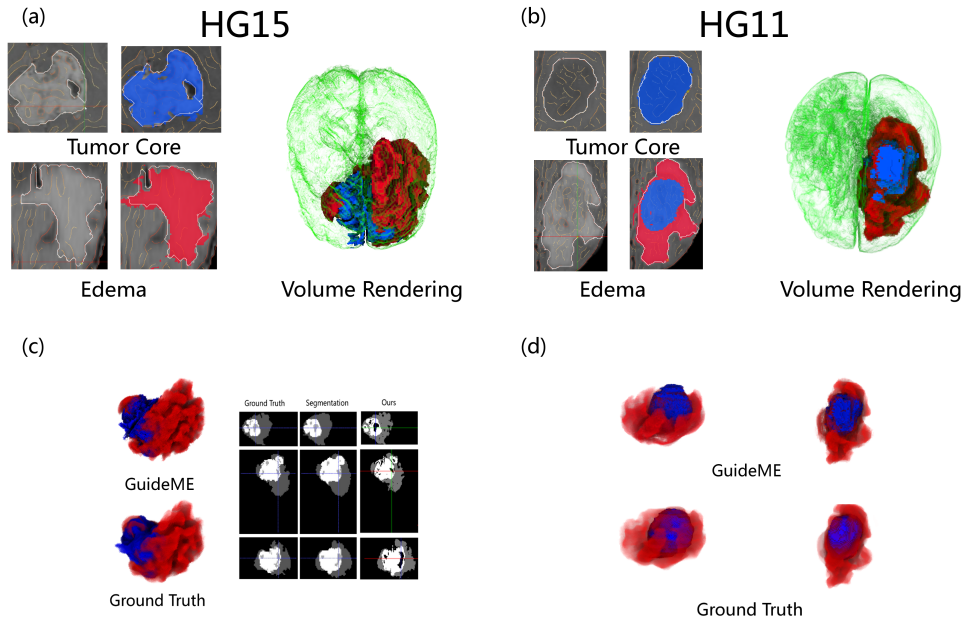 (a)
HG15
Tumor Core
Edema
Volume Rendering
(b)
HG11
Tumor Core
Edema
Volume Rendering
(c)
GuideME
Ground Truth
Ground Truth Segmentation Ours
(d)
GuideME
Ground Truth